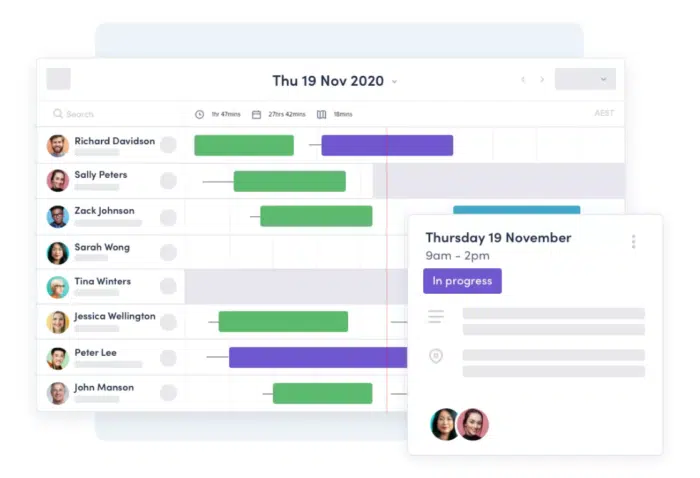 Thu 19 Nov 2020
Search
1hr 47mins 27hrs 42mins 18mins
AEST
Richard Davidson
Sally Peters
Zack Johnson
Sarah Wong
Tina Winters
Jessica Wellington
Peter Lee
John Manson
Thursday 19 November
9am - 2pm
In progress